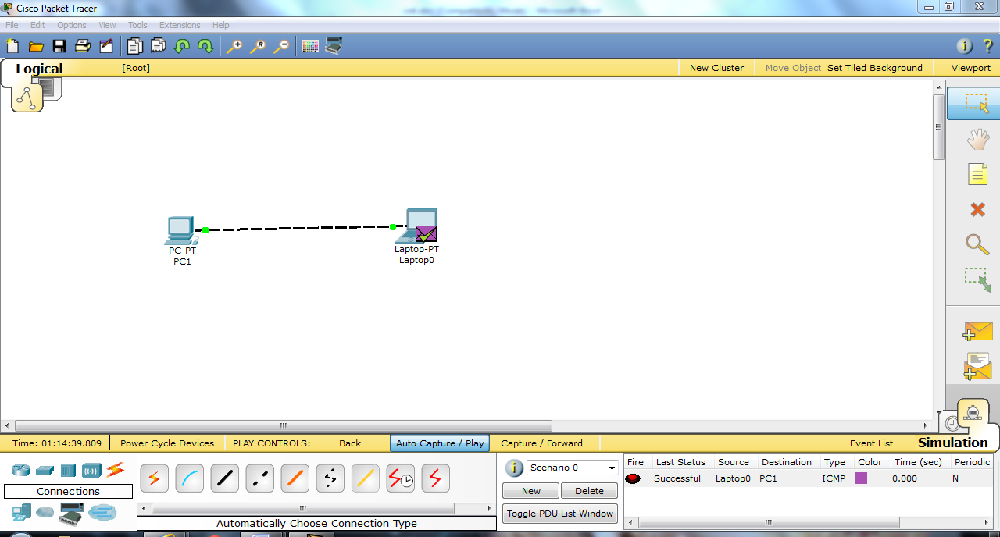 Cisco Packet Tracer
File Edit Options View Tools Extensions Help
Logical [Root] New Cluster Move Object Set Tiled Background Viewport
PC-PT
PC1
Laptop-PT
Laptop0
Time: 01:14:39.809 Power Cycle Devices PLAY CONTROLS: Back Auto Capture / Play Capture / Forward Event List Simulation
Connections
Automatically Choose Connection Type
Scenario 0
New Delete
Toggle PDU List Window
Fire Last Status Source Destination Type Color Time (sec) Periodic
Successful Laptop0 PC1 ICMP 0.000 N